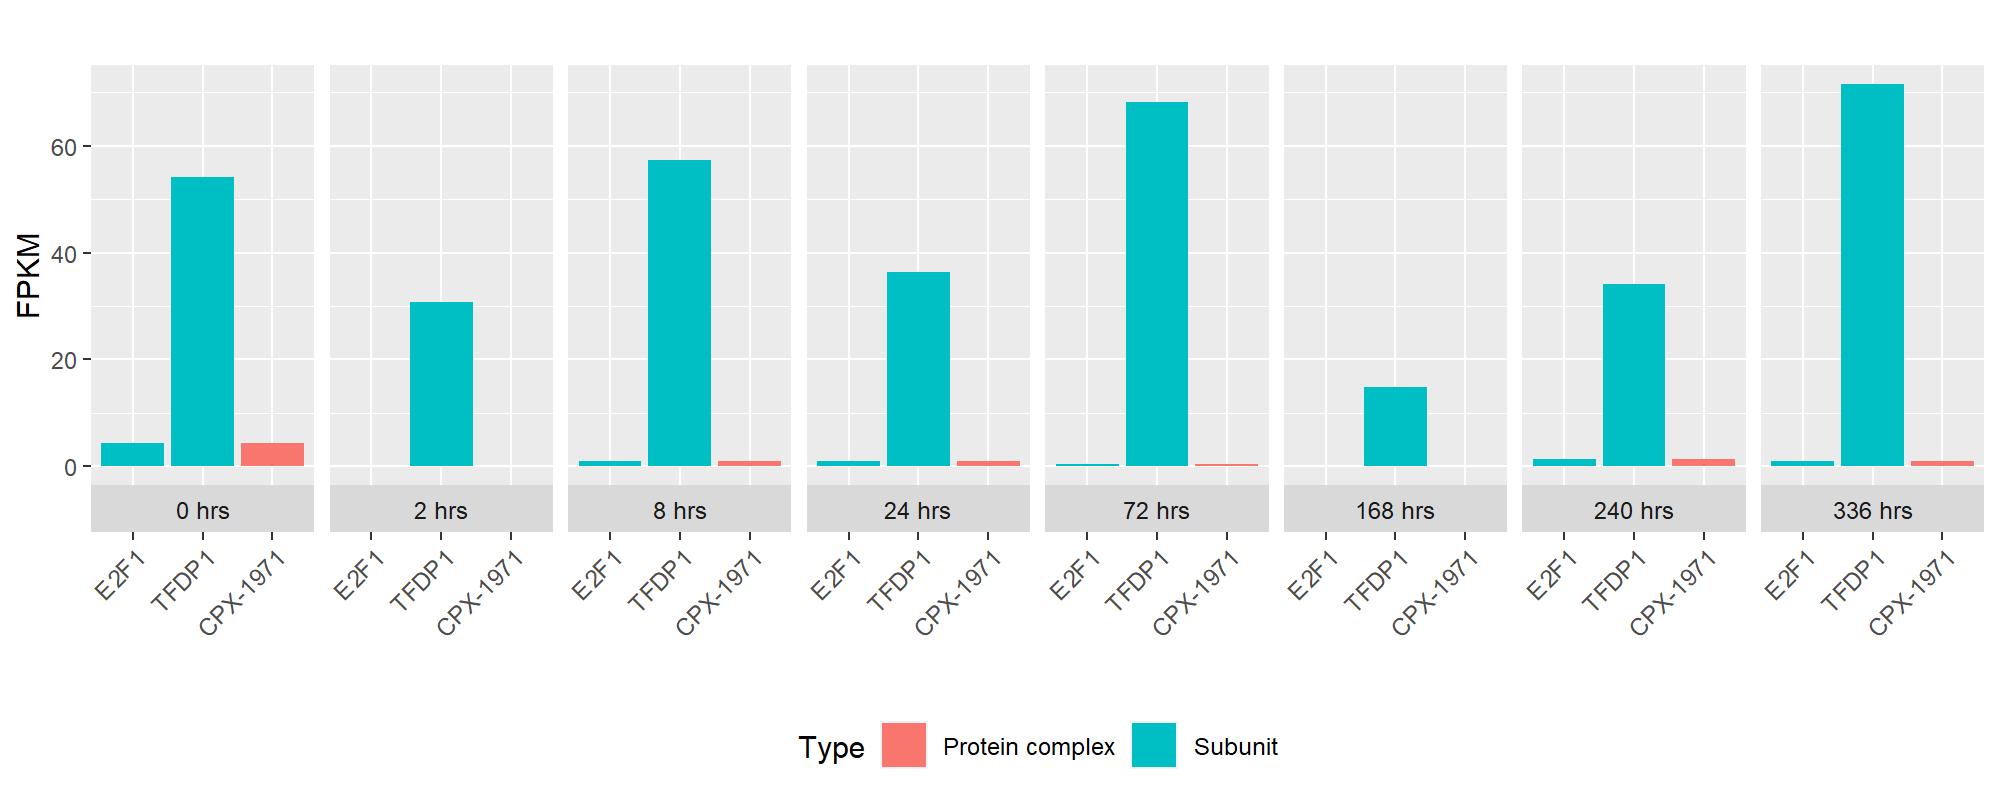 FPKM
60
40
20
0
0 hrs 2 hrs 8 hrs 24 hrs 72 hrs 168 hrs 240 hrs 336 hrs
E2F1 TFDP1 CPX-1971 E2F1 TFDP1 CPX-1971 E2F1 TFDP1 CPX-1971 E2F1 TFDP1 CPX-1971 E2F1 TFDP1 CPX-1971 E2F1 TFDP1 CPX-1971 E2F1 TFDP1 CPX-1971 E2F1 TFDP1 CPX-1971
Type Protein complex Subunit